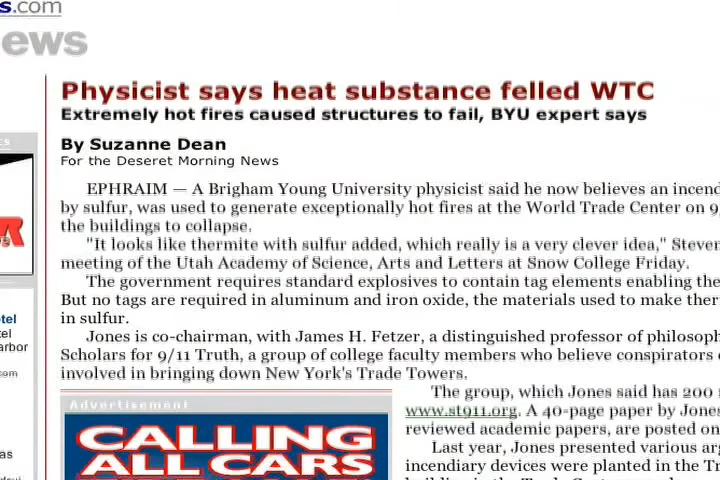 s.com
ews
Physicist says heat substance felled WTC
Extremely hot fires caused structures to fail, BYU expert says
By Suzanne Dean
For the Deseret Morning News
EPHRAIM — A Brigham Young University physicist said he now believes an incend
by sulfur, was used to generate exceptionally hot fires at the World Trade Center on 9
the buildings to collapse.
"It looks like thermite with sulfur added, which really is a very clever idea," Steven
meeting of the Utah Academy of Science, Arts and Letters at Snow College Friday.
The government requires standard explosives to contain tag elements enabling the
But no tags are required in aluminum and iron oxide, the materials used to make ther
in sulfur.
Jones is co-chairman, with James H. Fetzer, a distinguished professor of philosoph
Scholars for 9/11 Truth, a group of college faculty members who believe conspirators
involved in bringing down New York's Trade Towers.
The group, which Jones said has 200
www.st911.org. A 40-page paper by Jones
reviewed academic papers, are posted on
Last year, Jones presented various arg
incendiary devices were planted in the Tr
Advertisement
CALLING
ALL CARS
otel
tel
arbor
.com
as